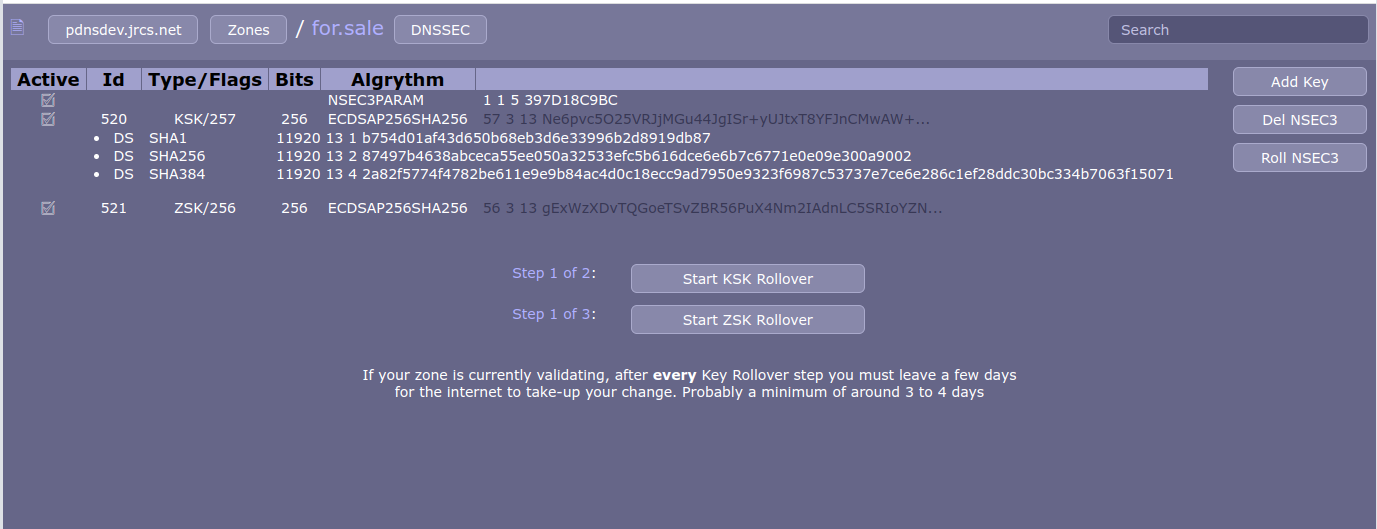 pdnsdev.jrcs.net Zones / for.sale DNSSEC Search
Active Id Type/Flags Bits Algrythm
Add Key
NSEC3PARAM 1 1 5 397D18C9BC
520 KSK/257 256 ECDSAP256SHA256 57 3 13 Ne6pvc5O25VRJjMGu44JgISr+yUJtxT8YFJnCMwAW+...
Del NSEC3
• DS SHA1 11920 13 1 b754d01af43d650b68eb3d6e33996b2d8919db87
• DS SHA256 11920 13 2 87497b4638abceca55ee050a32533efc5b616dce6e6b7c6771e0e09e300a9002
Roll NSEC3
• DS SHA384 11920 13 4 2a82f5774f4782be611e9e9b84ac4d0c18ecc9ad7950e9323f6987c53737e7ce6e286c1ef28ddc30bc334b7063f15071
521 ZSK/256 256 ECDSAP256SHA256 56 3 13 gExWzXDvTQGoeTSvZBR56PuX4Nm2IAdnLC5SRIoYZN...
Step 1 of 2: Start KSK Rollover
Step 1 of 3: Start ZSK Rollover
If your zone is currently validating, after every Key Rollover step you must leave a few days
for the internet to take-up your change. Probably a minimum of around 3 to 4 days